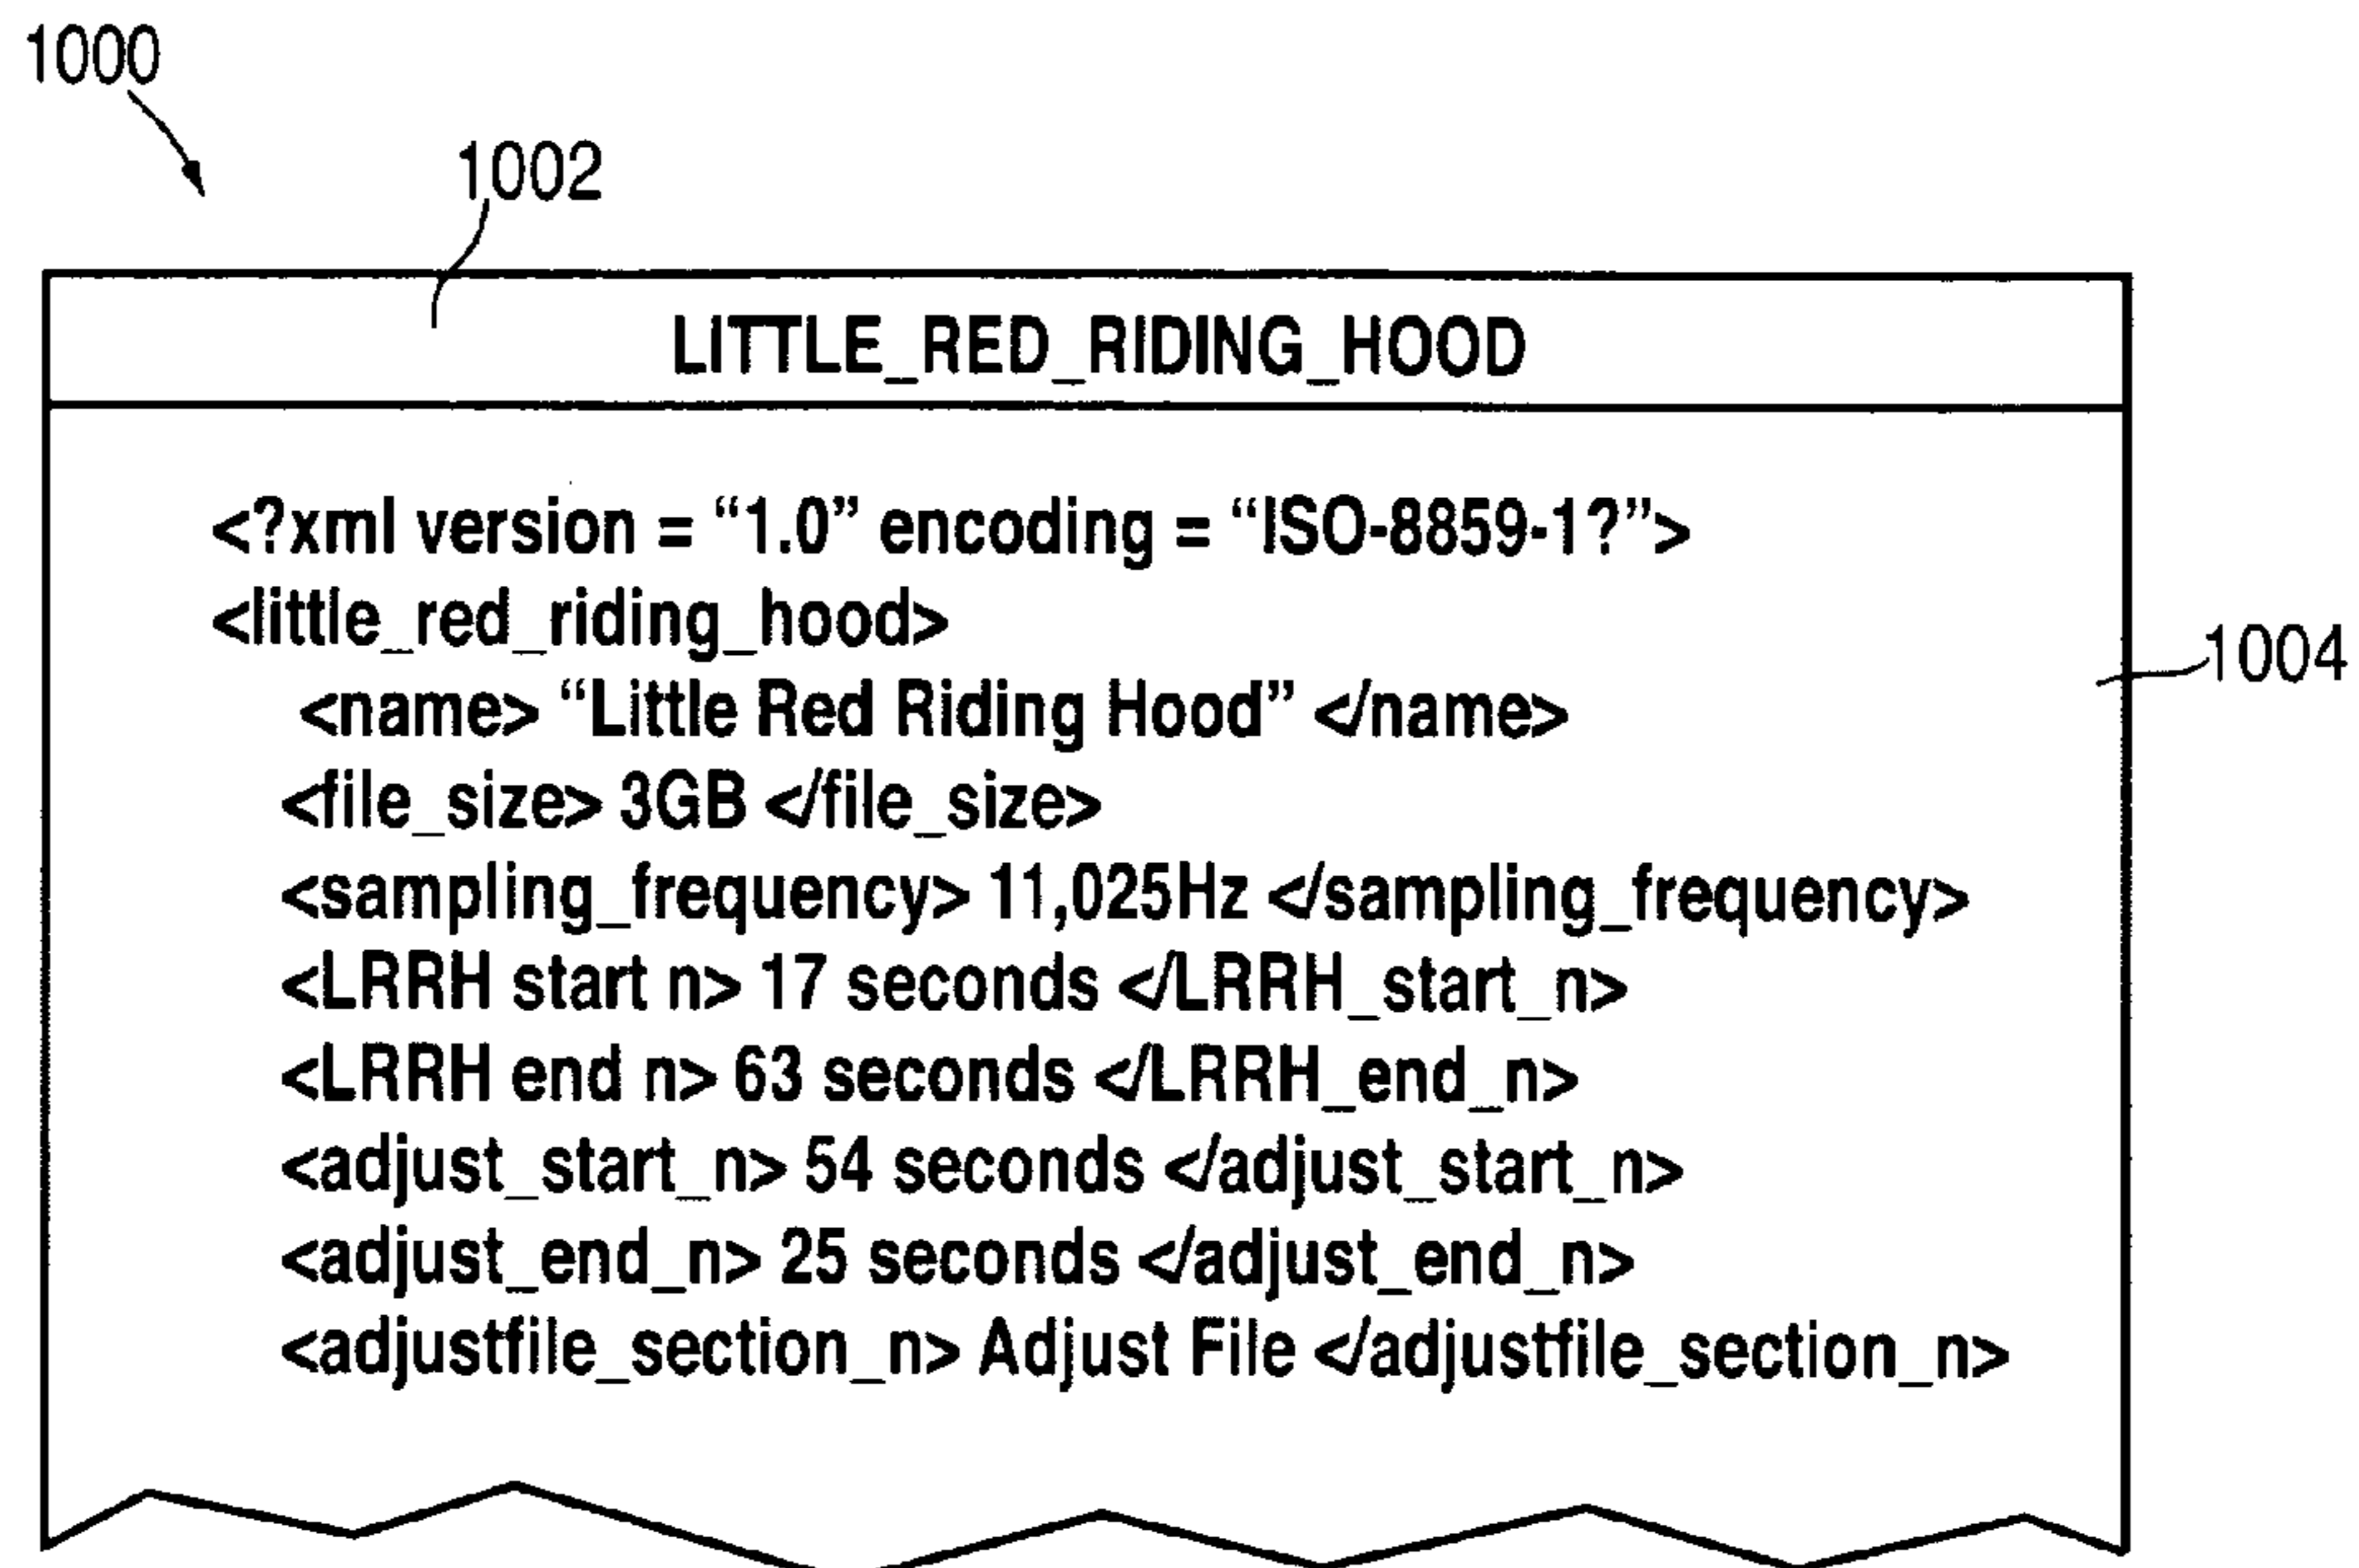 1000
1002
LITTLE_RED_RIDING_HOOD
<?xml version = “1.0” encoding = “ISO-8859-1?”>
<little_red_riding_hood>
<name> “Little Red Riding Hood” </name>
<file_size> 3GB </file_size>
<sampling_frequency> 11,025Hz </sampling_frequency>
<LRRH start n> 17 seconds </LRRH_start_n>
<LRRH end n> 63 seconds </LRRH_end_n>
<adjust_start_n> 54 seconds </adjust_start_n>
<adjust_end_n> 25 seconds </adjust_end_n>
<adjustfile_section_n> Adjust File </adjustfile_section_n>
1004